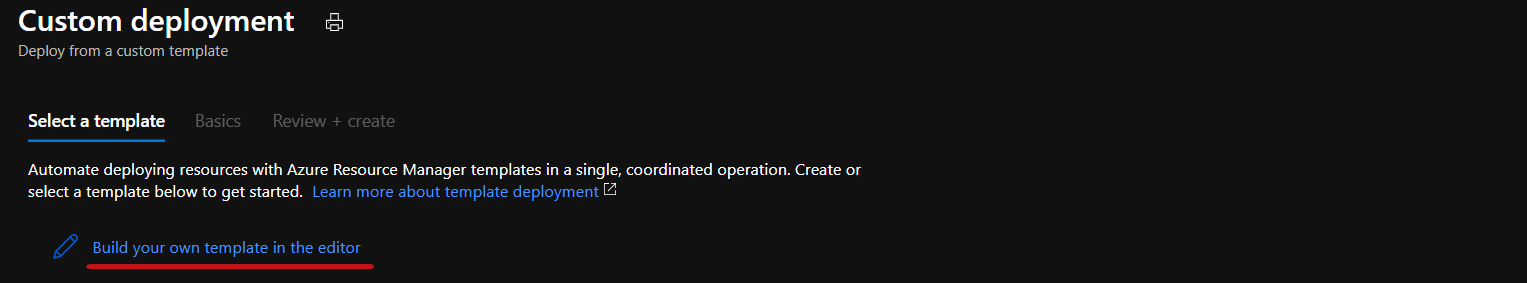 Custom deployment
Deploy from a custom template
Select a template Basics Review + create
Automate deploying resources with Azure Resource Manager templates in a single, coordinated operation. Create or
select a template below to get started. Learn more about template deployment
Build your own template in the editor